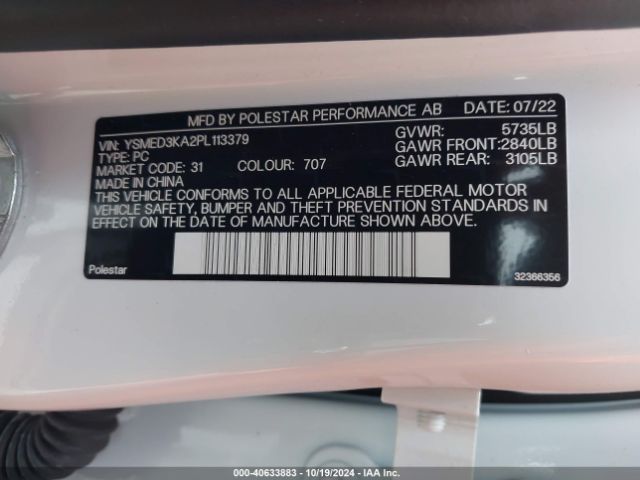 MFD BY POLESTAR PERFORMANCE AB DATE: 07/22
VIN: YSMED3KA2PL113379 GVWR: 5735LB
TYPE: PC GAWR FRONT:2840LB
MARKET CODE: 31 COLOUR: 707 GAWR REAR: 3105LB
MADE IN CHINA
THIS VEHICLE CONFORMS TO ALL APPLICABLE FEDERAL MOTOR
VEHICLE SAFETY, BUMPER AND THEFT PREVENTION STANDARDS IN
EFFECT ON THE DATE OF MANUFACTURE SHOWN ABOVE.
Polestar 32366356
000-40633883 | 10/19/2024 | IAA Inc.